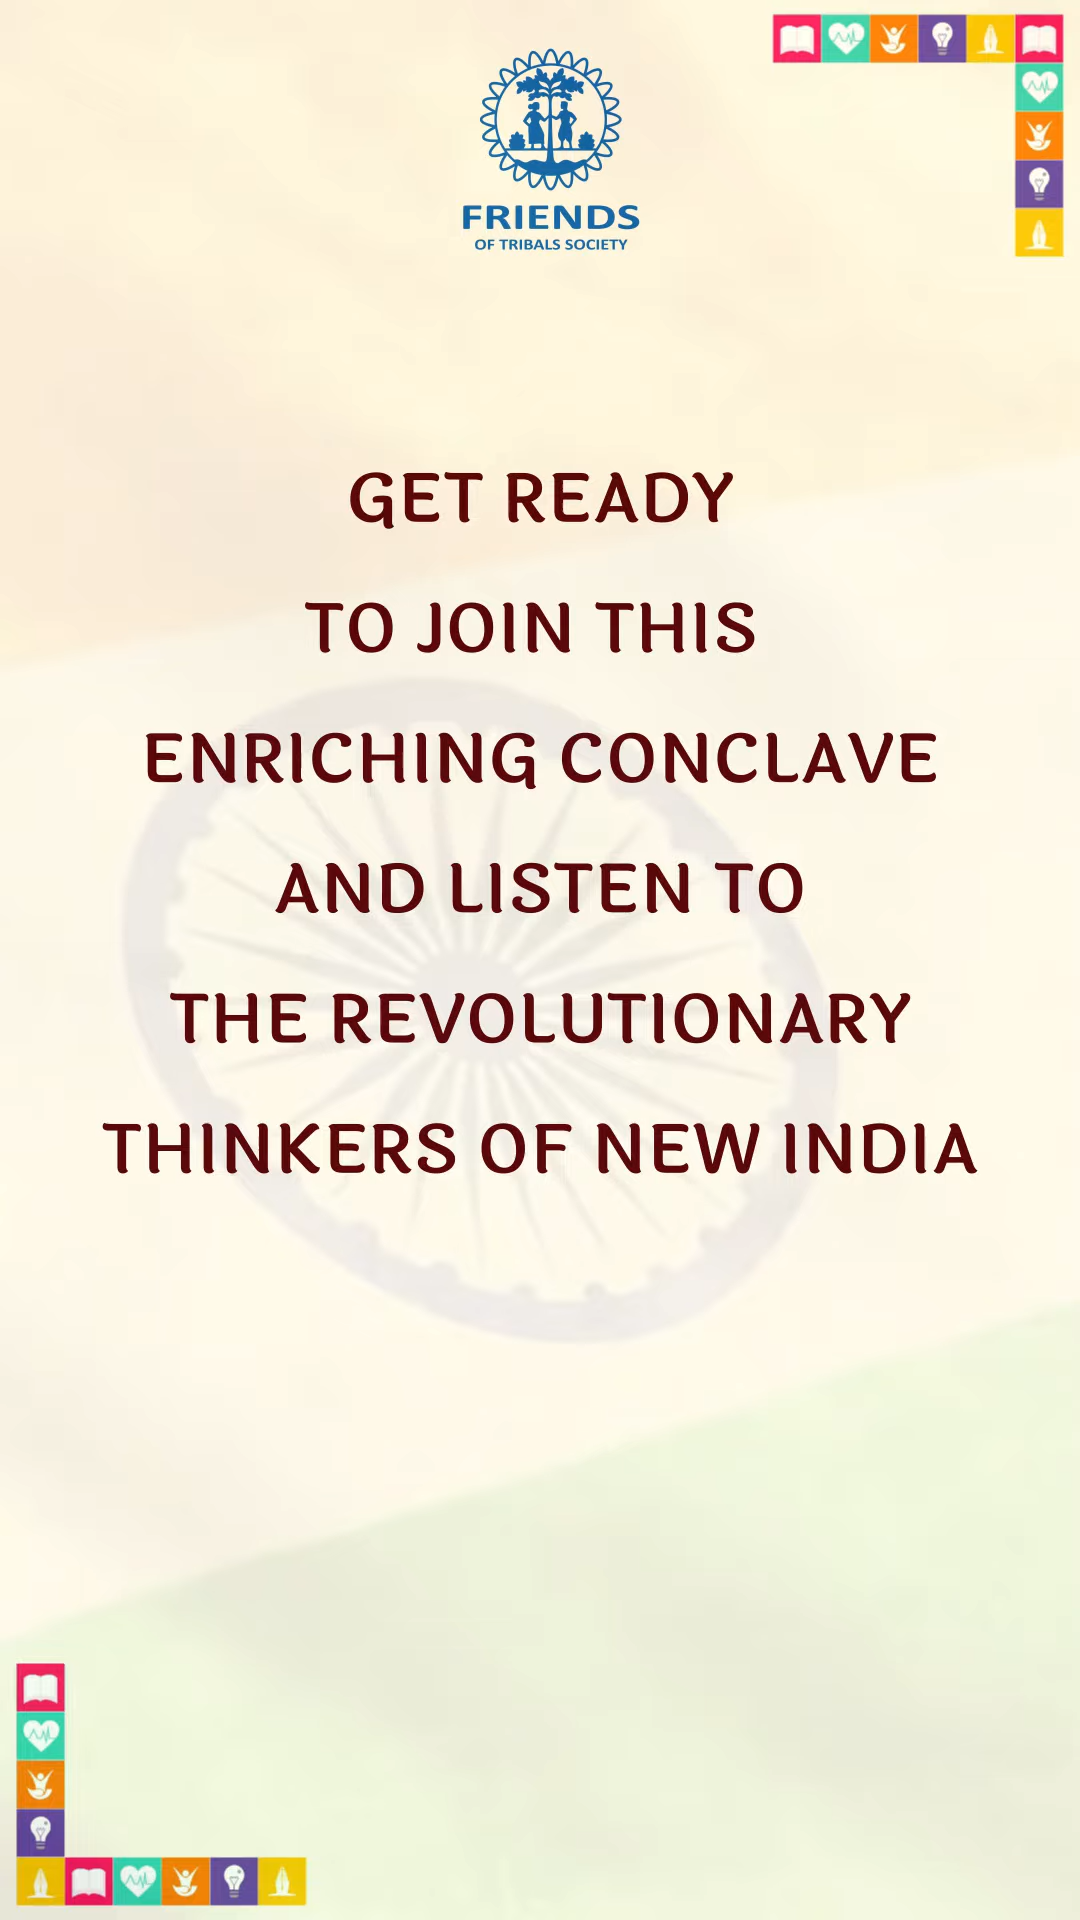 FRIENDS
OF TRIBALS SOCIETY
GET READY
TO JOIN THIS
ENRICHING CONCLAVE
AND LISTEN TO
THE REVOLUTIONARY
THINKERS OF NEW INDIA